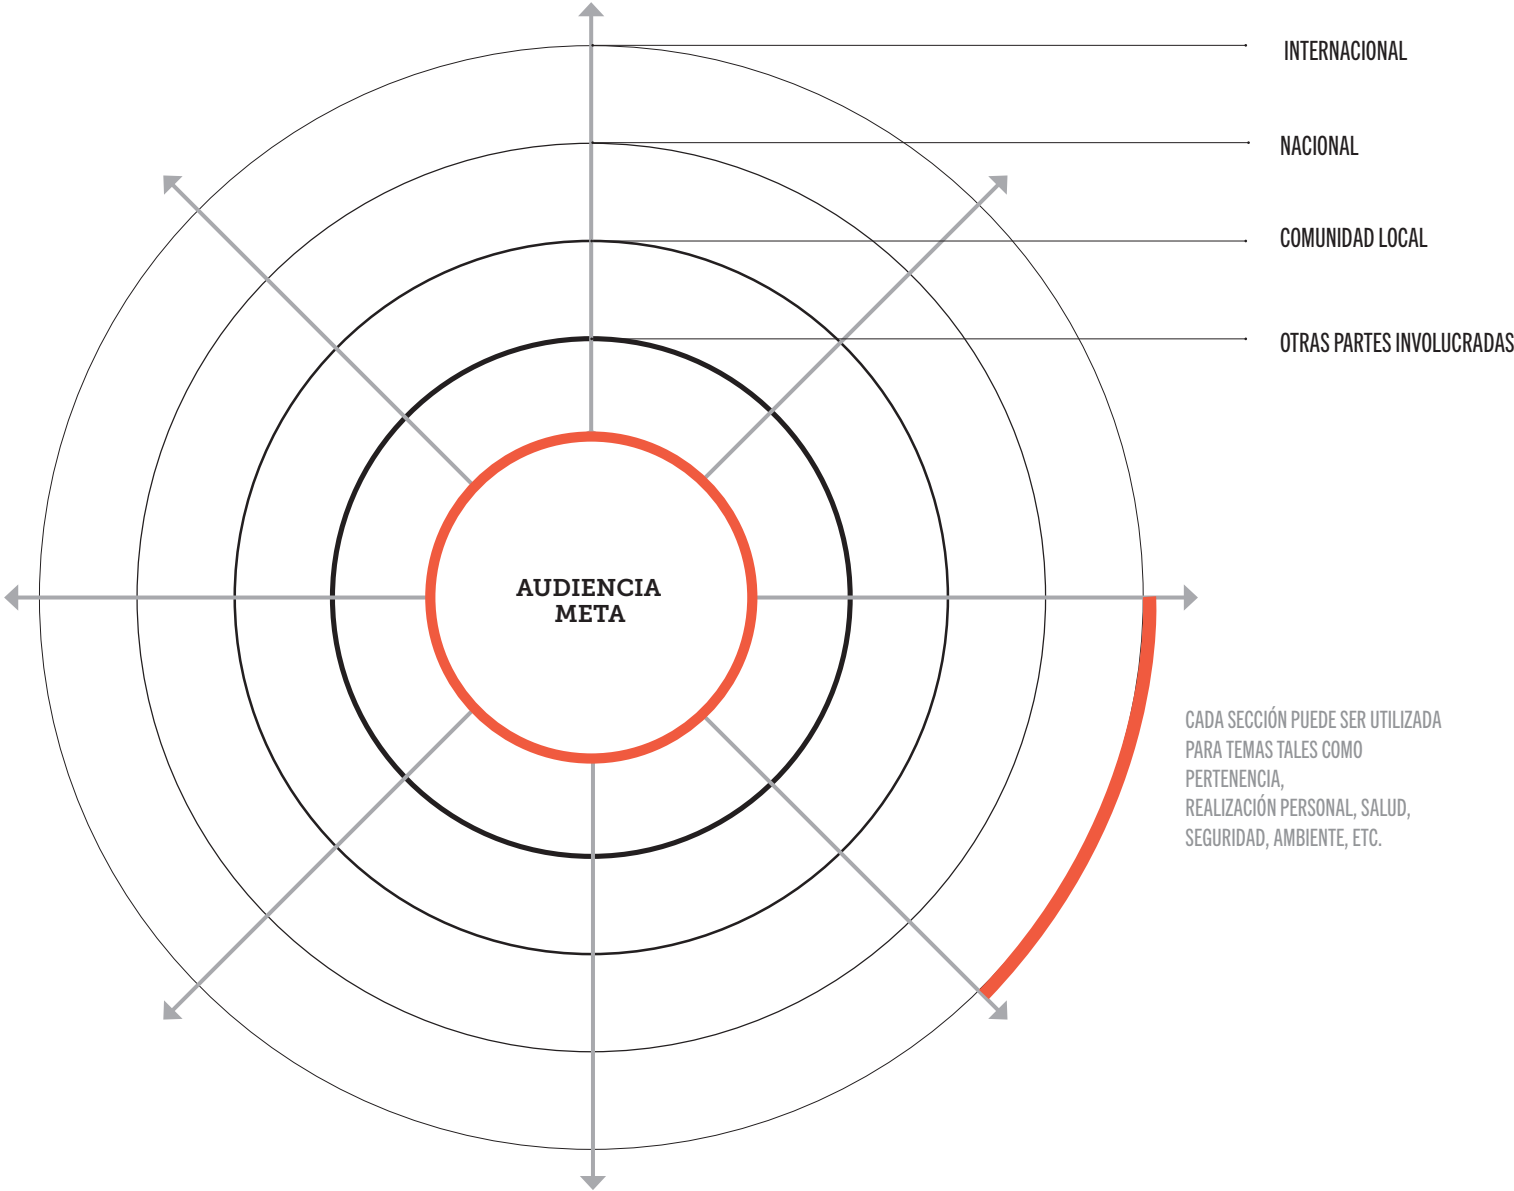 INTERNACIONAL
NACIONAL
COMUNIDAD LOCAL
OTRAS PARTES INVOLUCRADAS
AUDIENCIA
META
CADA SECCIÓN PUEDE SER UTILIZADA
PARA TEMAS TALES COMO
PERTENENCIA,
REALIZACIÓN PERSONAL, SALUD,
SEGURIDAD, AMBIENTE, ETC.